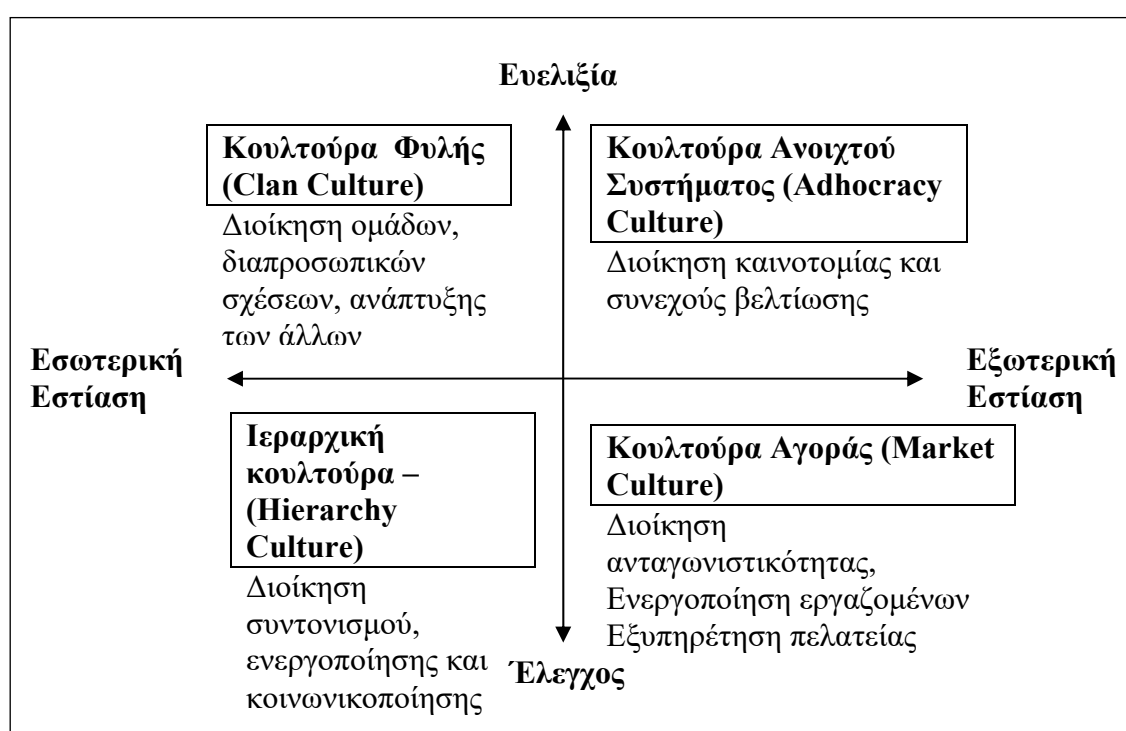 Ευελιξία
Κουλτούρα Φυλής
(Clan Culture)
Διοίκηση ομάδων,
διαπροσωπικών
σχέσεων, ανάπτυξης
των άλλων
Κουλτούρα Ανοιχτού
Συστήματος (Adhocracy
Culture)
Διοίκηση καινοτομίας και
συνεχούς βελτίωσης
Εσωτερική
Εστίαση
Εξωτερική
Εστίαση
Ιεραρχική
κουλτούρα –
(Hierarchy
Culture)
Διοίκηση
συντονισμού,
ενεργοποίησης και
κοινωνικοποίησης
Κουλτούρα Αγοράς (Market
Culture)
Διοίκηση
ανταγωνιστικότητας,
Ενεργοποίηση εργαζομένων
Εξυπηρέτηση πελατείας
Έλεγχος